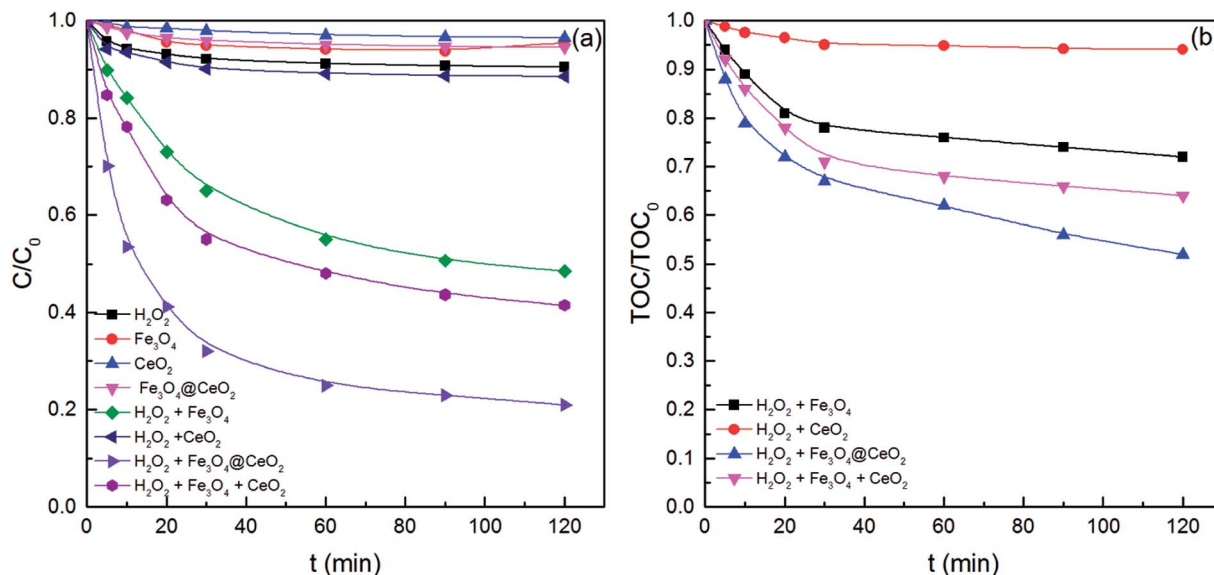 (a)
C/C₀
1.0
0.8
0.6
0.4
0.2
0.0
H₂O₂
Fe₃O₄
CeO₂
Fe₃O₄@CeO₂
H₂O₂ + Fe₃O₄
H₂O₂ +CeO₂
H₂O₂ + Fe₃O₄@CeO₂
H₂O₂ + Fe₃O₄ + CeO₂
0 20 40 60 80 100 120
t (min)
(b)
TOC/TOC₀
1.0
0.9
0.8
0.7
0.6
0.5
0.4
0.3
0.2
0.1
0.0
H₂O₂ + Fe₃O₄
H₂O₂ + CeO₂
H₂O₂ + Fe₃O₄@CeO₂
H₂O₂ + Fe₃O₄ + CeO₂
0 20 40 60 80 100 120
t (min)